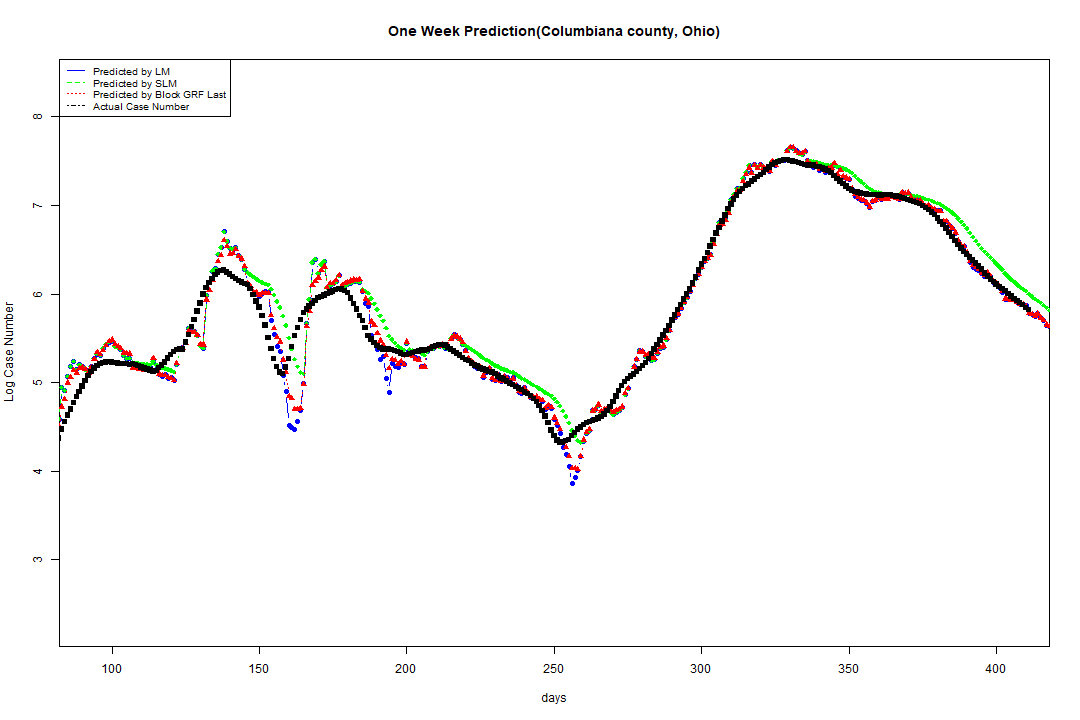 One Week Prediction(Columbiana county, Ohio)
Predicted by LM
Predicted by SLM
Predicted by Block GRF Last
Actual Case Number
Log Case Number
8
7
6
5
4
3
100 150 200 250 300 350 400
days